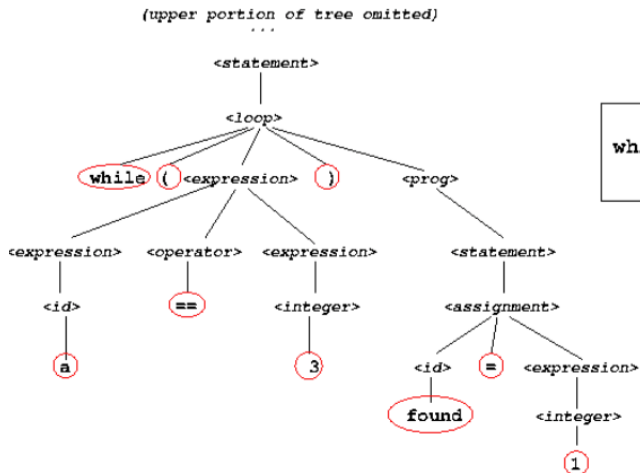 (upper portion of tree omitted)
...
<statement>
<loop>
while ( <expression> ) <prog>
whi
<expression> <operator> <expression> <statement>
<id> == <integer> <assignment>
a 3 <id> = <expression>
found <integer>
1